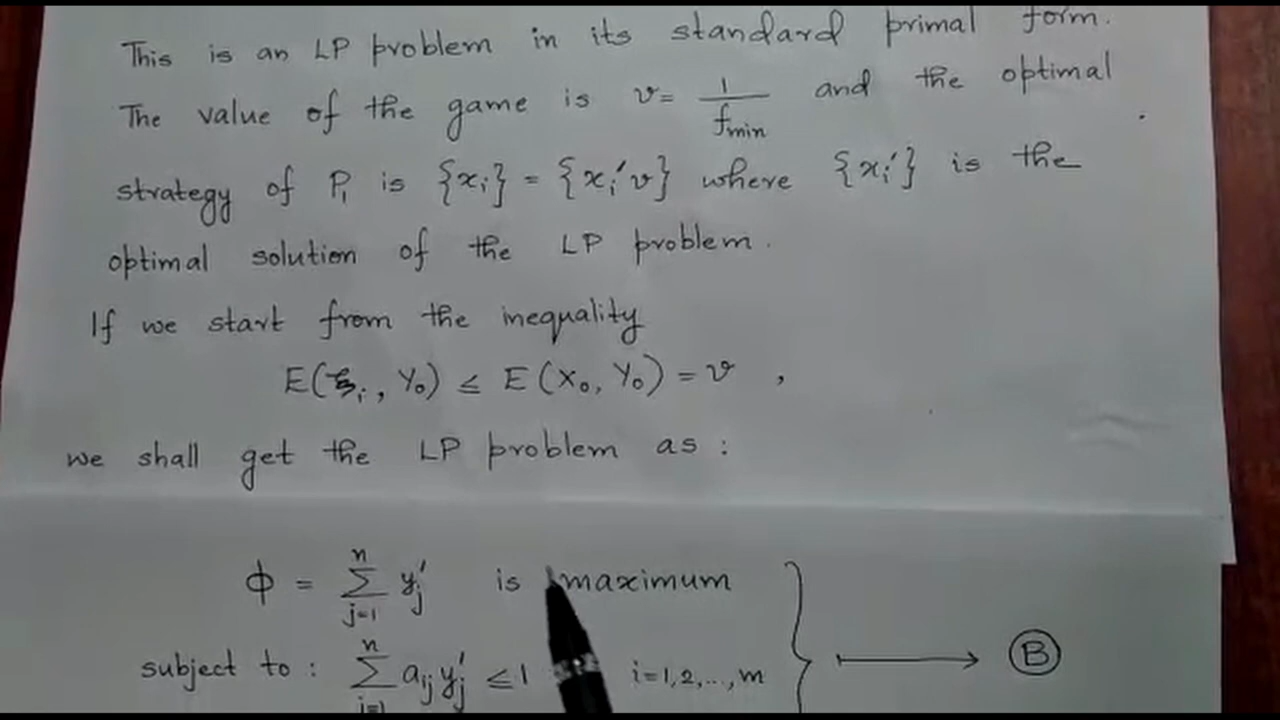 This is an LP problem in its standard primal form.
The value of the game is v = 1/f_min and the optimal
strategy of P₁ is {xᵢ} = {xᵢ′v} where {xᵢ′} is the
optimal solution of the LP problem.
If we start from the inequality
E(ξᵢ, Y₀) ≤ E(X₀, Y₀) = v ,
we shall get the LP problem as :
ϕ = ∑_{j=1}^{n} yⱼ′ is maximum
subject to : ∑_{j=1}^{n} aᵢⱼ yⱼ′ ≤ 1 i=1,2,..,m } ⟼ Ⓑ